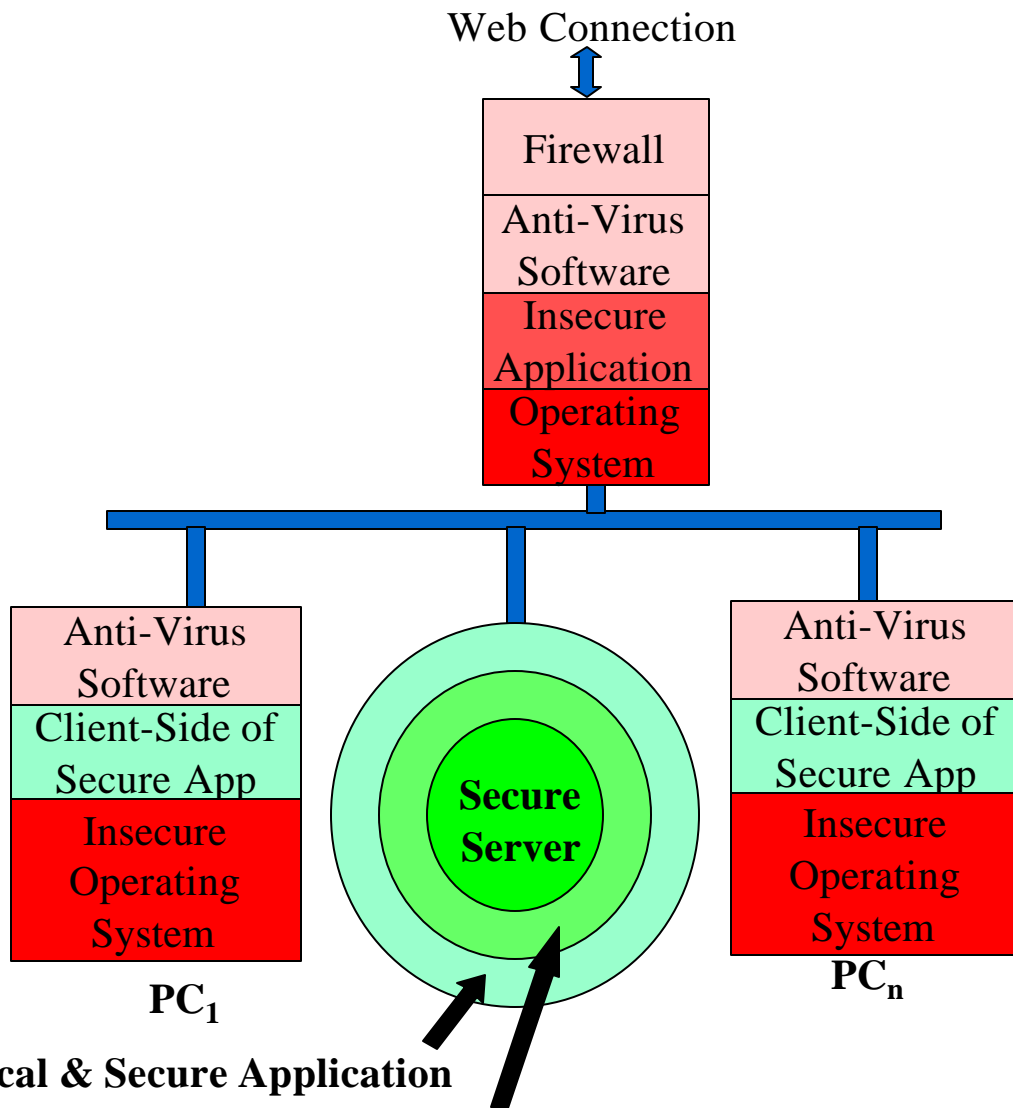 Web Connection
Firewall
Anti-Virus
Software
Insecure
Application
Operating
System
Anti-Virus
Software
Client-Side of
Secure App
Insecure
Operating
System
PC1
Secure
Server
Anti-Virus
Software
Client-Side of
Secure App
Insecure
Operating
System
PCn
& Secure Application